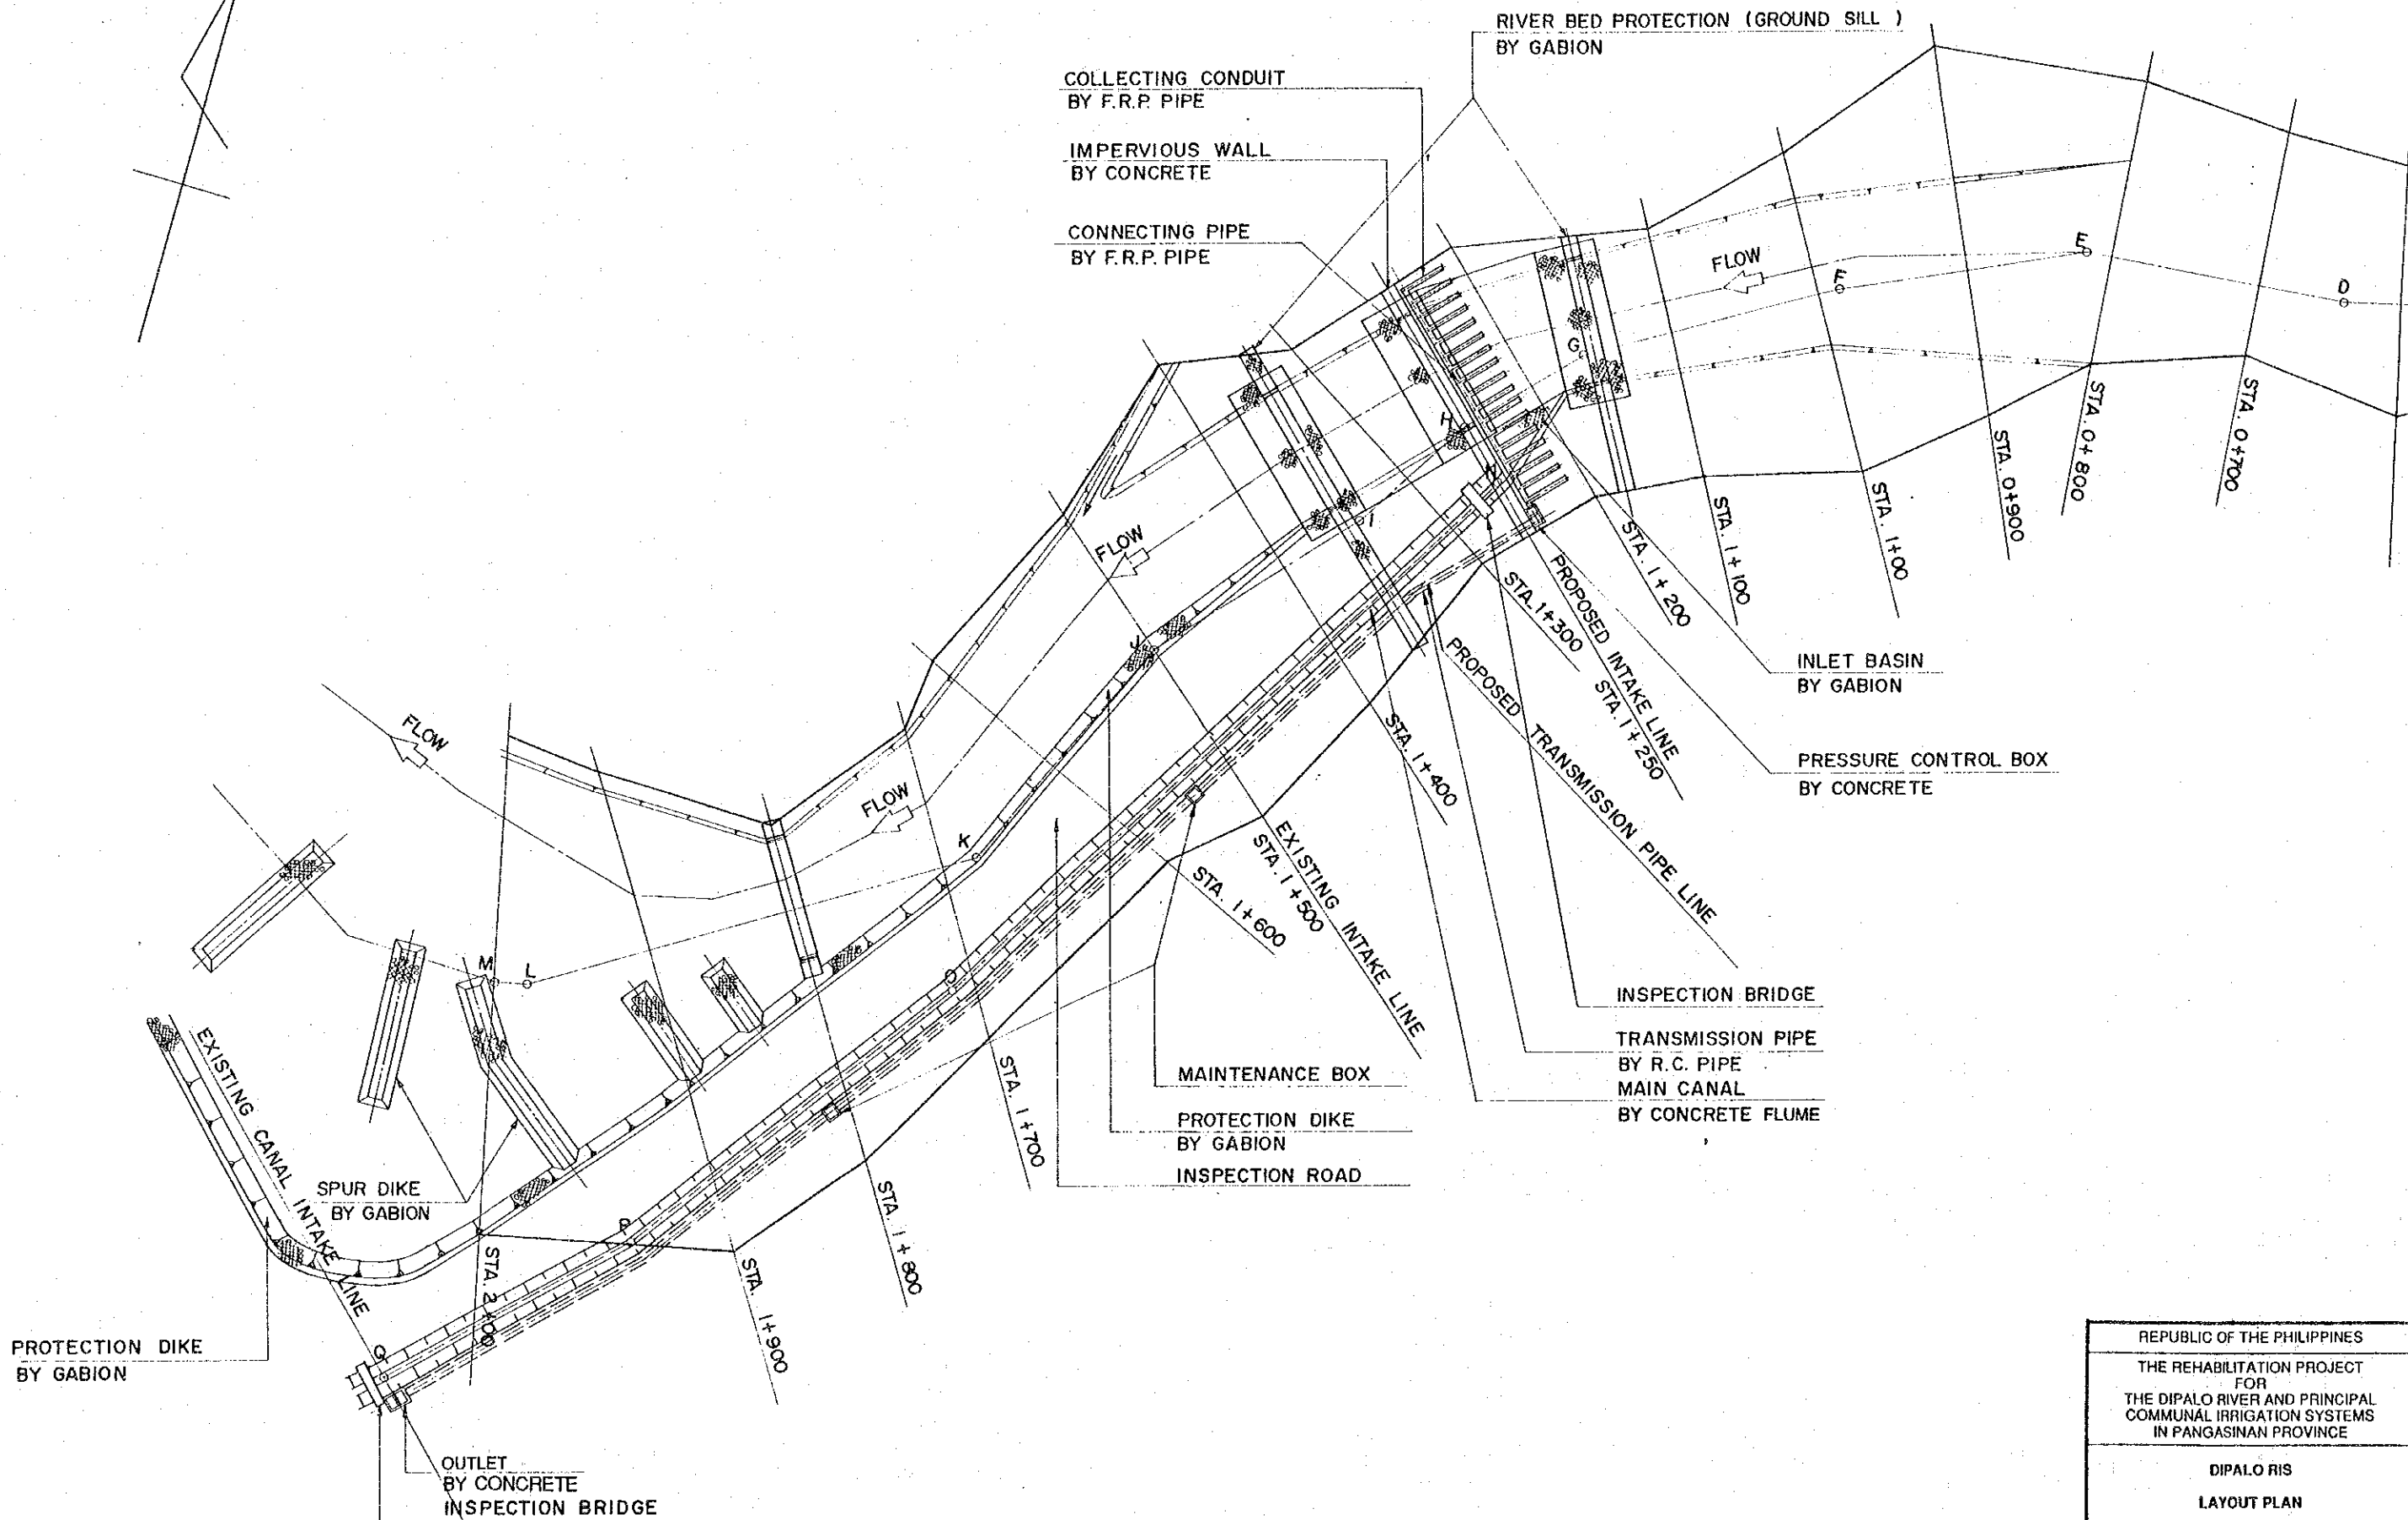 RIVER BED PROTECTION (GROUND SILL )
BY GABION
COLLECTING CONDUIT
BY F.R.P. PIPE
IMPERVIOUS WALL
BY CONCRETE
CONNECTING PIPE
BY F.R.P. PIPE
FLOW
E
D
F
G
H
N
I
STA. 0+700
STA. 0+800
STA. 0+900
STA. 1+00
STA. 1+100
STA. 1+200
PROPOSED INTAKE LINE
STA. 1+250
STA. 1+300
STA. 1+400
PROPOSED TRANSMISSION PIPE LINE
FLOW
J
INLET BASIN
BY GABION
PRESSURE CONTROL BOX
BY CONCRETE
FLOW
FLOW
K
EXISTING INTAKE LINE
STA. 1+500
STA. 1+600
STA. 1+700
STA. 1+800
STA. 1+900
STA. 2+00
M
L
O
P
Q
INSPECTION BRIDGE
TRANSMISSION PIPE
BY R.C. PIPE
MAIN CANAL
BY CONCRETE FLUME
MAINTENANCE BOX
PROTECTION DIKE
BY GABION
INSPECTION ROAD
EXISTING CANAL INTAKE LINE
SPUR DIKE
BY GABION
PROTECTION DIKE
BY GABION
OUTLET
BY CONCRETE
INSPECTION BRIDGE
REPUBLIC OF THE PHILIPPINES
THE REHABILITATION PROJECT
FOR
THE DIPALO RIVER AND PRINCIPAL
COMMUNAL IRRIGATION SYSTEMS
IN PANGASINAN PROVINCE
DIPALO RIS
LAYOUT PLAN